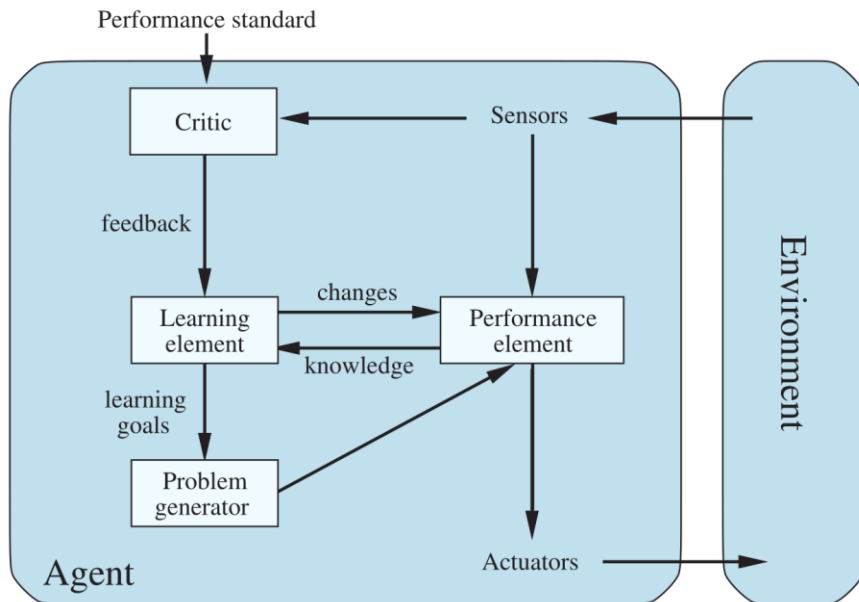 Performance standard
Critic
Sensors
feedback
changes
Learning
element
Performance
element
knowledge
learning
goals
Problem
generator
Agent
Actuators
Environment